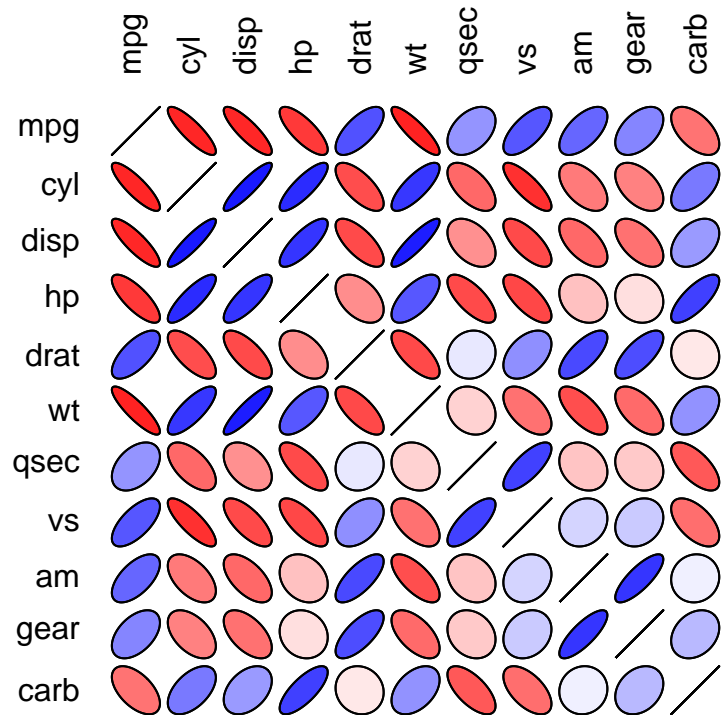 mpg cyl disp hp drat wt qsec vs am gear carb
mpg
cyl
disp
hp
drat
wt
qsec
vs
am
gear
carb